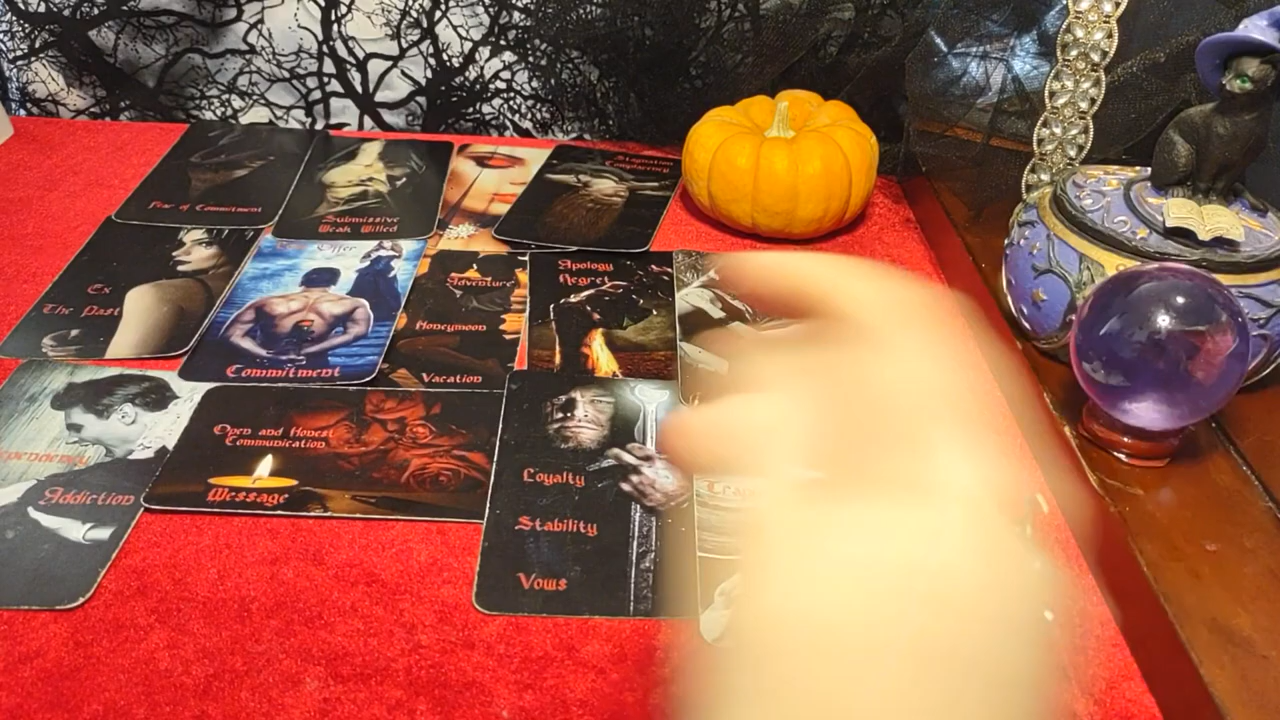 Fear of Commitment
Submissive
Weak Willed
Stagnation
Complacency
Ex
The Past
Offer
Commitment
Adventure
Honeymoon
Vacation
Apology
Regret
Addiction
Open and Honest
Communication
Message
Loyalty
Stability
Vows